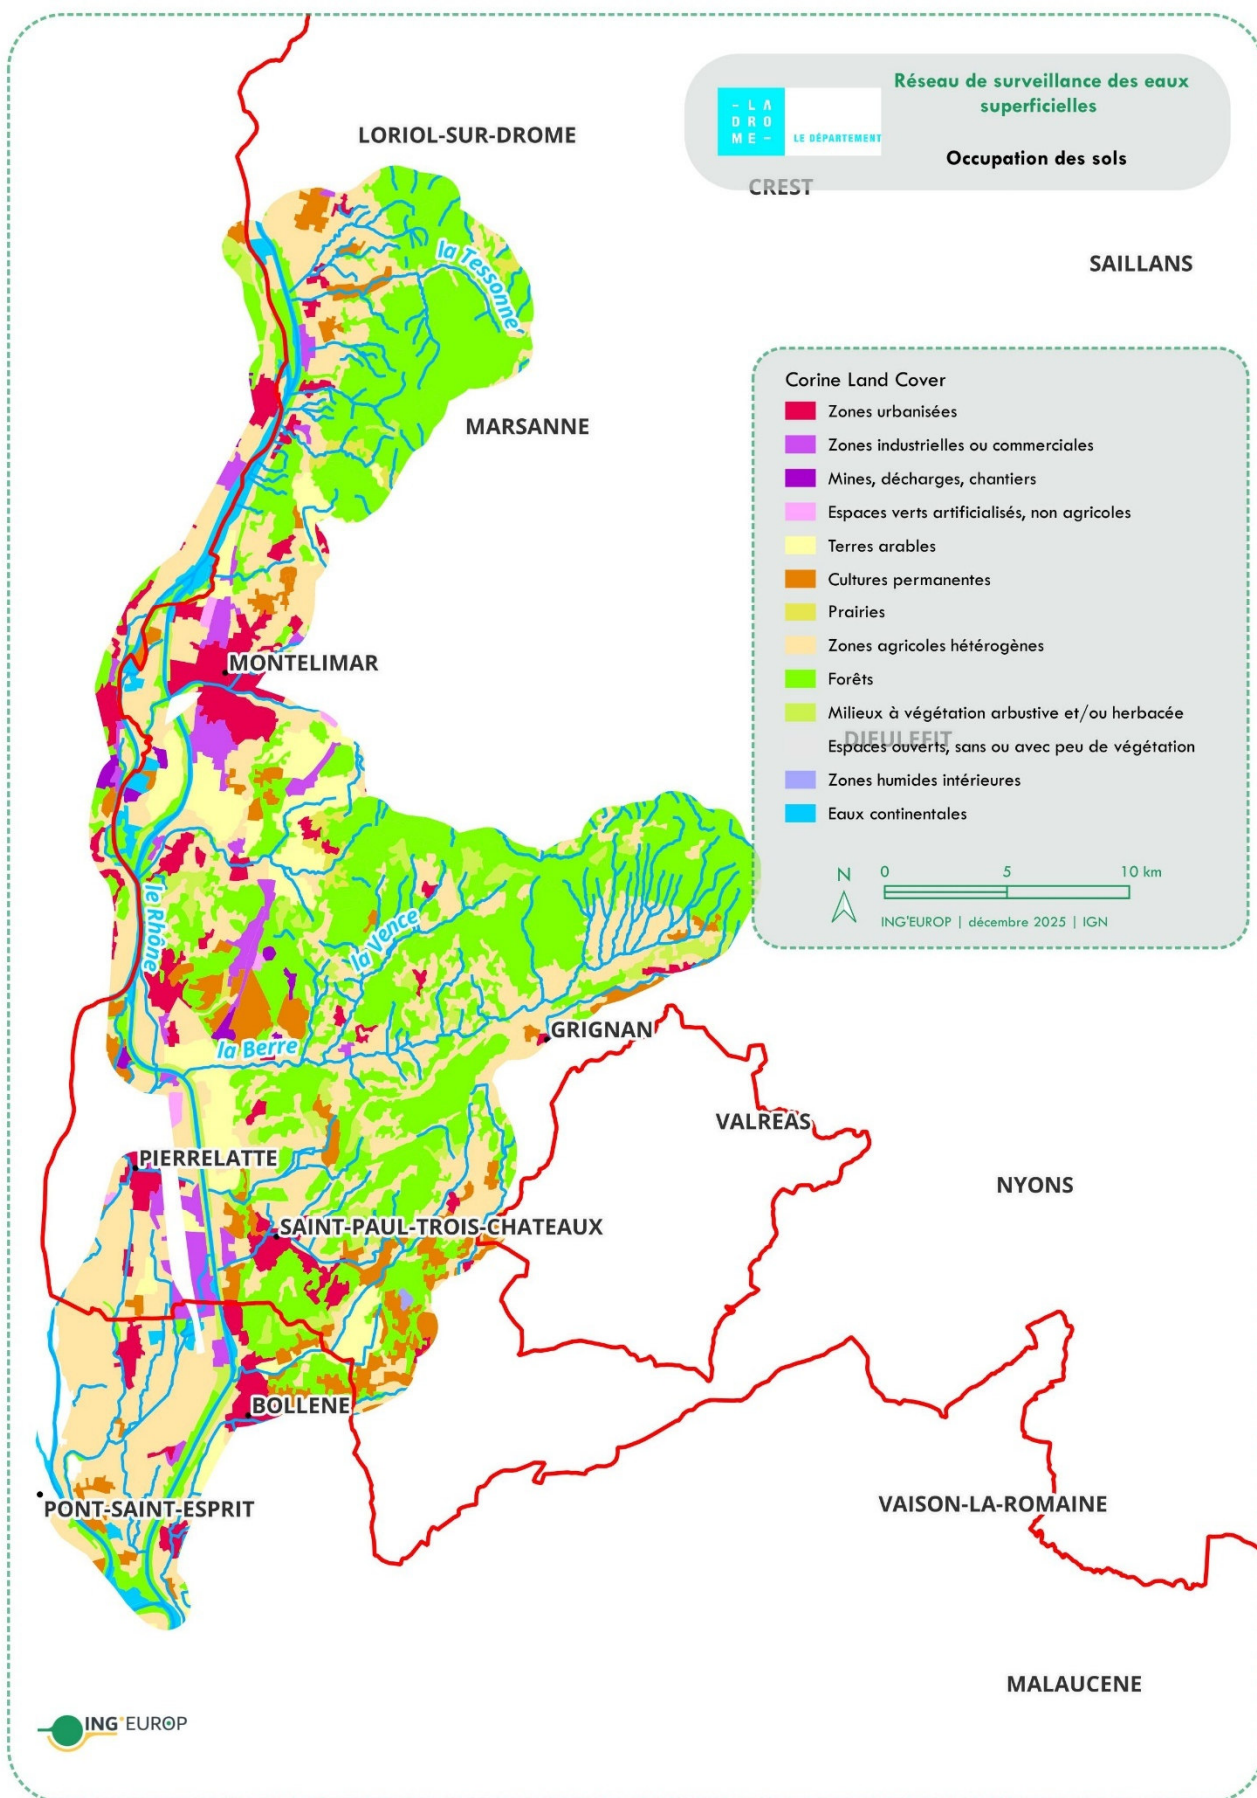 Réseau de surveillance des eaux
superficielles
– L A
D R O
M E –
LE DÉPARTEMENT
Occupation des sols
LORIOL-SUR-DROME
CREST
SAILLANS
la Tessonne
MARSANNE
Corine Land Cover
Zones urbanisées
Zones industrielles ou commerciales
Mines, décharges, chantiers
Espaces verts artificialisés, non agricoles
Terres arables
Cultures permanentes
Prairies
Zones agricoles hétérogènes
Forêts
Milieux à végétation arbustive et/ou herbacée
DIEULEFIT
Espaces ouverts, sans ou avec peu de végétation
Zones humides intérieures
Eaux continentales
N
0 5 10 km
ING'EUROP | décembre 2025 | IGN
MONTELIMAR
le Rhône
la Vence
la Berre
GRIGNAN
VALREAS
PIERRELATTE
NYONS
SAINT-PAUL-TROIS-CHATEAUX
BOLLENE
PONT-SAINT-ESPRIT
VAISON-LA-ROMAINE
MALAUCENE
ING'EUROP